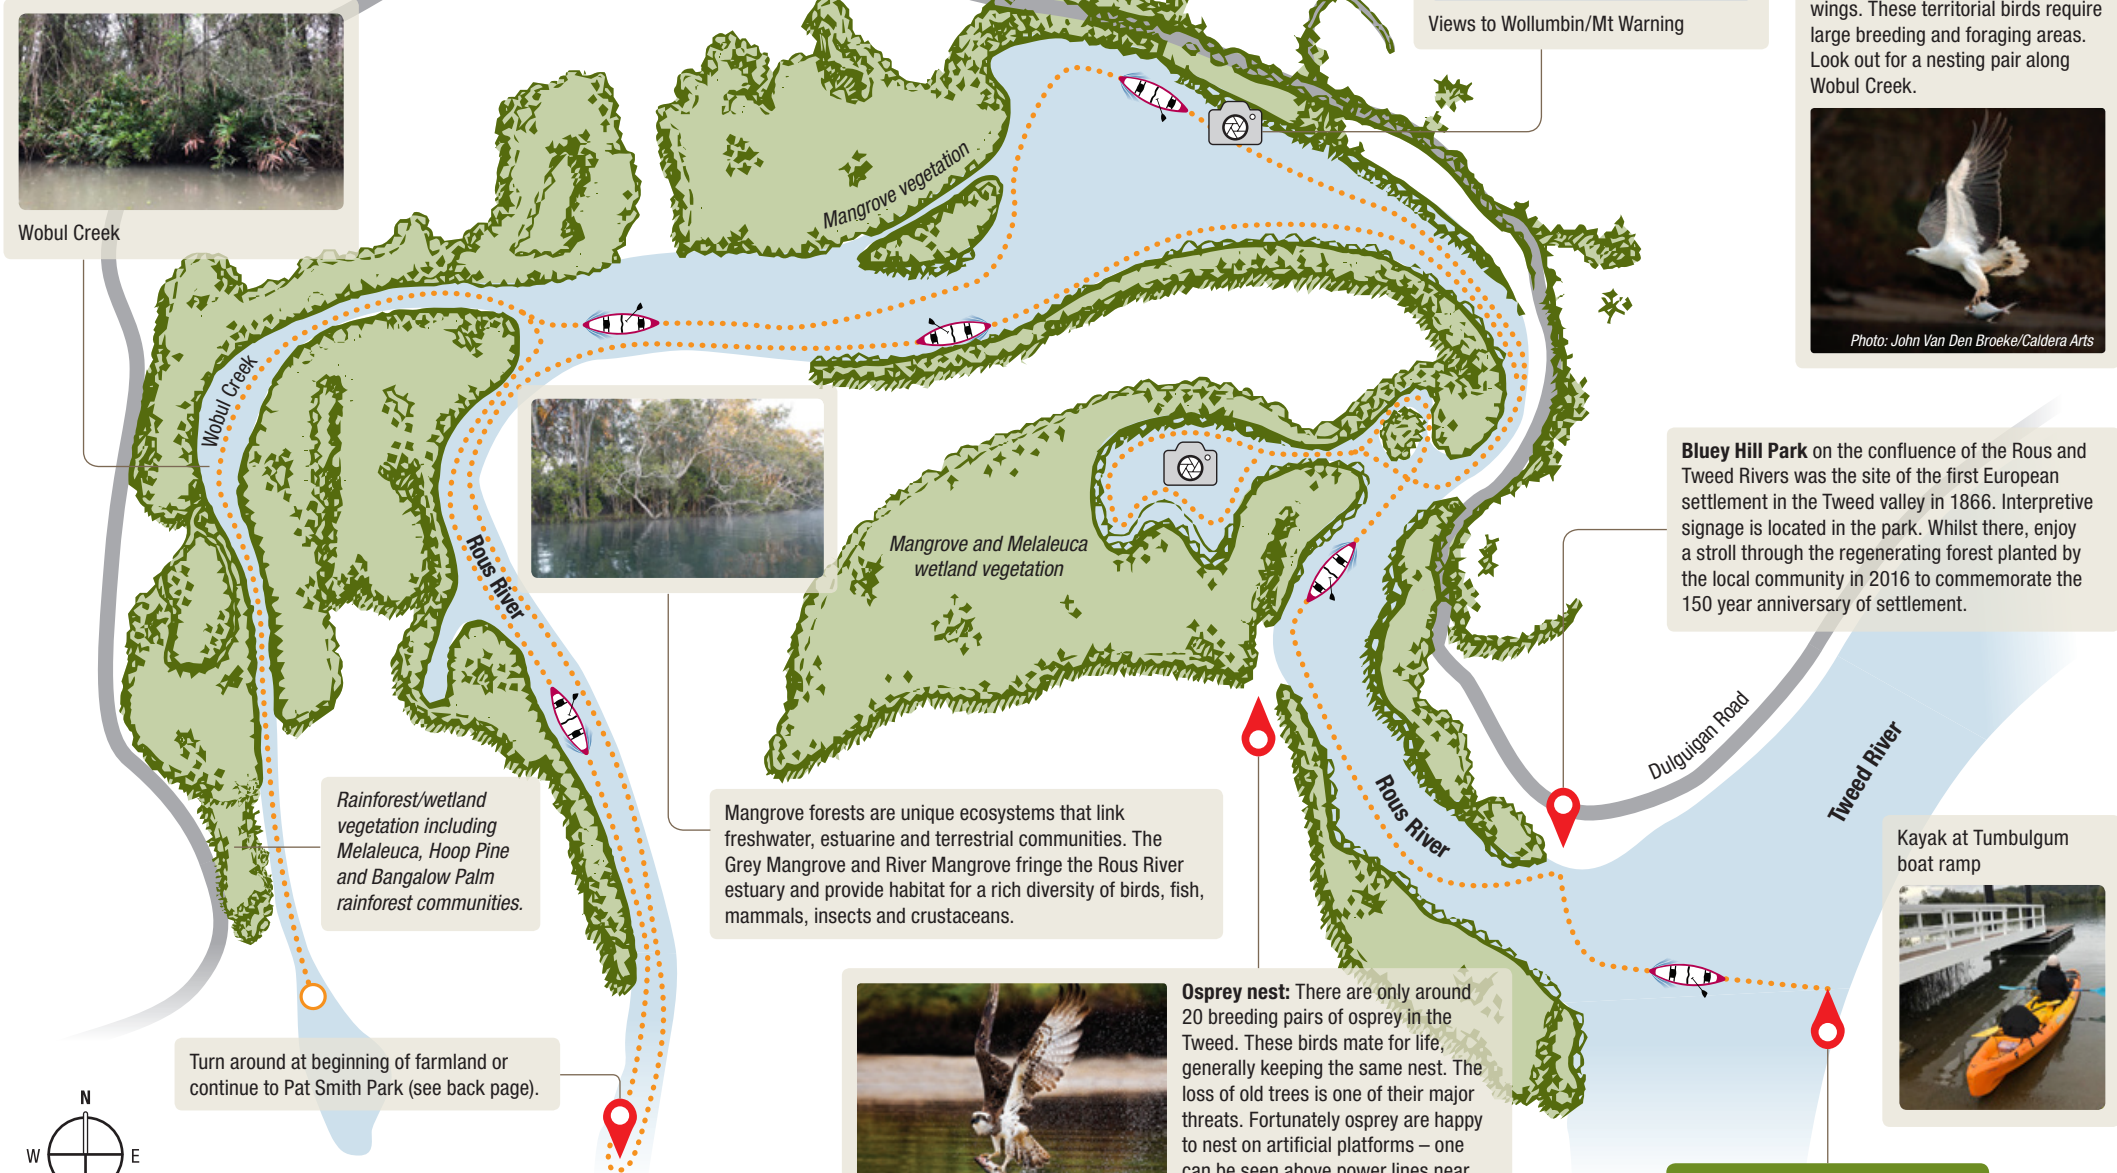 Wobul Creek
Views to Wollumbin/Mt Warning
wings. These territorial birds require
large breeding and foraging areas.
Look out for a nesting pair along
Wobul Creek.
Photo: John Van Den Broeke/Caldera Arts
Mangrove vegetation
Wobul Creek
Rous River
Mangrove and Melaleuca
wetland vegetation
Bluey Hill Park on the confluence of the Rous and
Tweed Rivers was the site of the first European
settlement in the Tweed valley in 1866. Interpretive
signage is located in the park. Whilst there, enjoy
a stroll through the regenerating forest planted by
the local community in 2016 to commemorate the
150 year anniversary of settlement.
Dulguigan Road
Tweed River
Rous River
Rainforest/wetland
vegetation including
Melaleuca, Hoop Pine
and Bangalow Palm
rainforest communities.
Mangrove forests are unique ecosystems that link
freshwater, estuarine and terrestrial communities. The
Grey Mangrove and River Mangrove fringe the Rous River
estuary and provide habitat for a rich diversity of birds, fish,
mammals, insects and crustaceans.
Kayak at Tumbulgum
boat ramp
Osprey nest: There are only around
20 breeding pairs of osprey in the
Tweed. These birds mate for life,
generally keeping the same nest. The
loss of old trees is one of their major
threats. Fortunately osprey are happy
to nest on artificial platforms – one
can be seen above power lines near
Turn around at beginning of farmland or
continue to Pat Smith Park (see back page).
N
W E